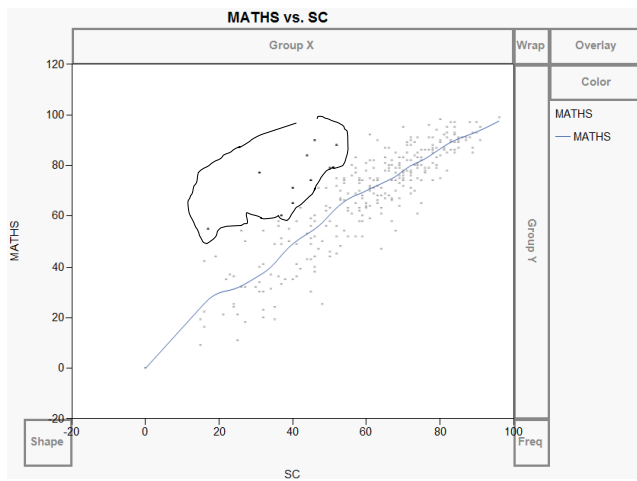 MATHS vs. SC
Group X
Wrap
Overlay
Color
MATHS
MATHS
Group Y
MATHS
120
100
80
60
40
20
0
-20
-20
0
20
40
60
80
100
Shape
Freq
SC